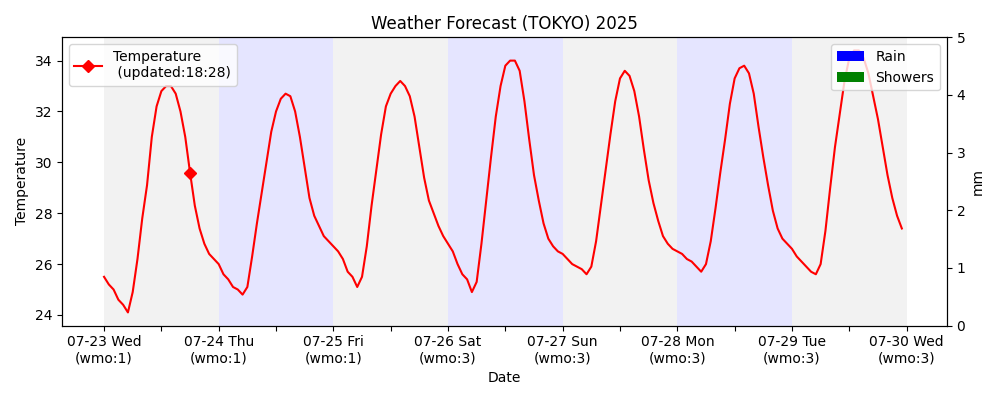 Weather Forecast (TOKYO) 2025
Temperature
(updated:18:28)
Rain
Showers
34
32
30
28
26
24
Temperature
5
4
3
2
1
0
mm
07-23 Wed
(wmo:1)
07-24 Thu
(wmo:1)
07-25 Fri
(wmo:1)
07-26 Sat
(wmo:3)
07-27 Sun
(wmo:3)
07-28 Mon
(wmo:3)
07-29 Tue
(wmo:3)
07-30 Wed
(wmo:3)
Date